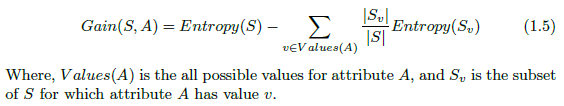 Gain(S, A) = Entropy(S) − ∑_{v∈Values(A)} |S_v|/|S| Entropy(S_v) (1.5)
Where, Values(A) is the all possible values for attribute A, and S_v is the subset
of S for which attribute A has value v.